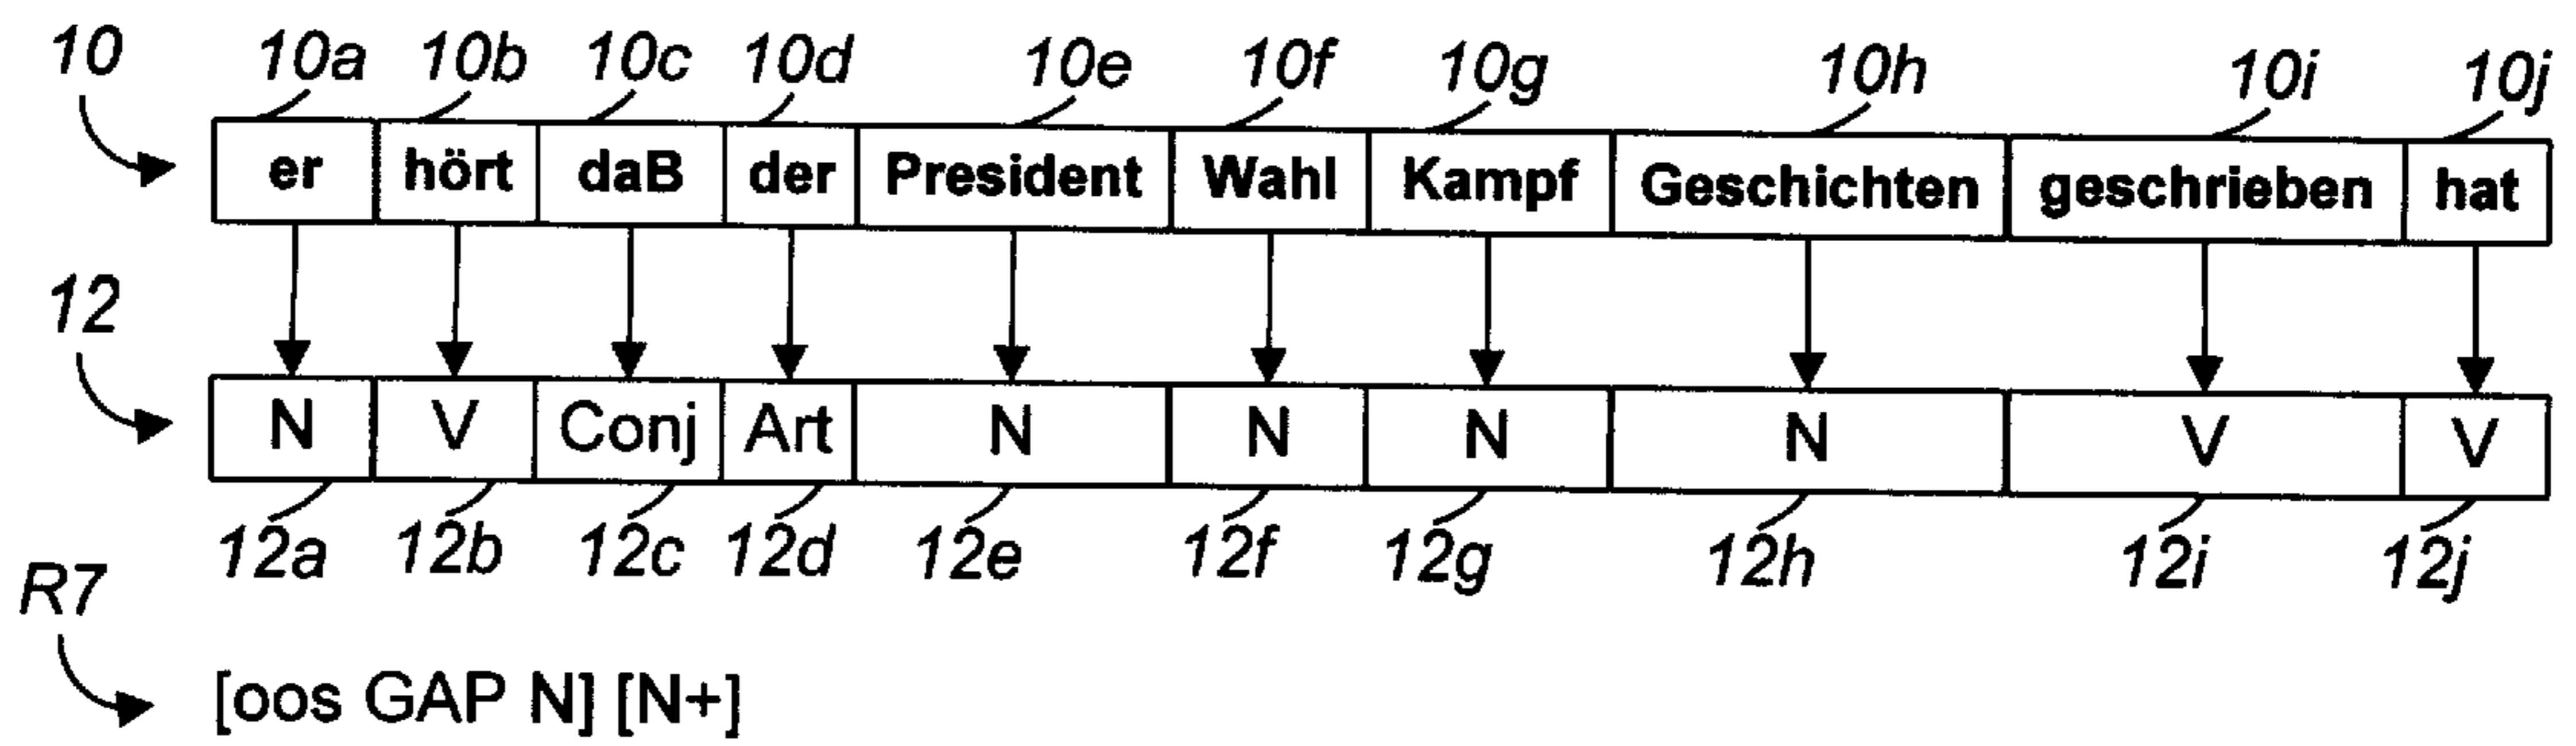 10 10a 10b 10c 10d 10e 10f 10g 10h 10i 10j
er hört daB der President Wahl Kampf Geschichten geschrieben hat
12
N V Conj Art N N N N V V
12a 12b 12c 12d 12e 12f 12g 12h 12i 12j
R7
[oos GAP N] [N+]